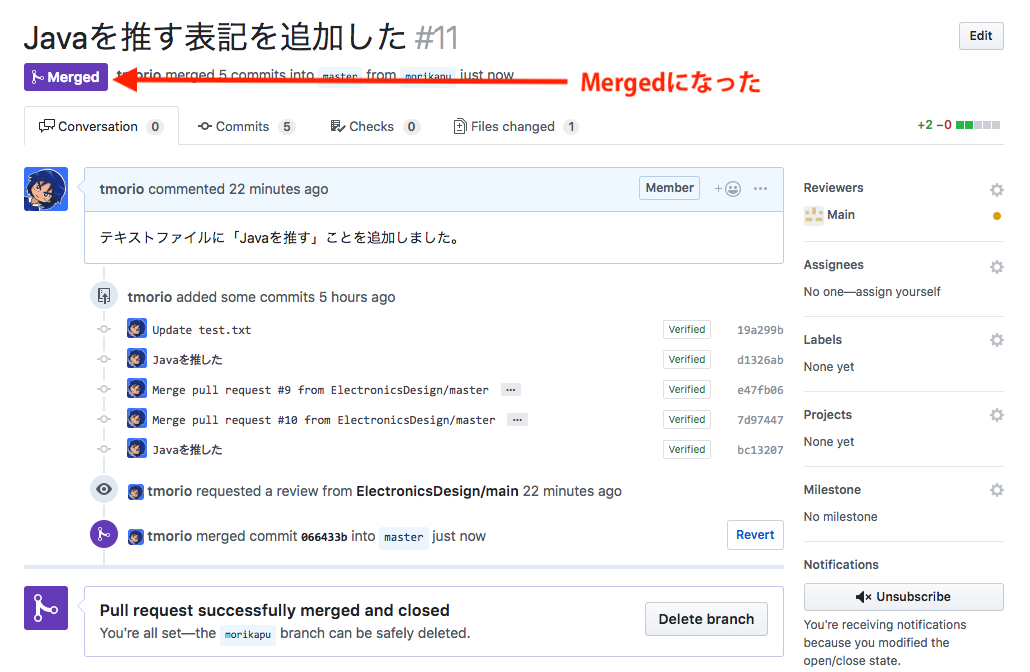 Javaを推す表記を追加した #11
Edit
Merged tmorio merged 5 commits into master from morikapu just now
Mergedになった
Conversation 0 Commits 5 Checks 0 Files changed 1 +2 −0
tmorio commented 22 minutes ago Member
テキストファイルに「Javaを推す」ことを追加しました。
tmorio added some commits 5 hours ago
Update test.txt Verified 19a299b
Javaを推した Verified d1326ab
Merge pull request #9 from ElectronicsDesign/master … Verified e47fb06
Merge pull request #10 from ElectronicsDesign/master … Verified 7d97447
Javaを推した Verified bc13207
tmorio requested a review from ElectronicsDesign/main 22 minutes ago
tmorio merged commit 066433b into master just now Revert
Pull request successfully merged and closed
You're all set—the morikapu branch can be safely deleted.
Delete branch
Reviewers
Main
Assignees
No one—assign yourself
Labels
None yet
Projects
None yet
Milestone
No milestone
Notifications
Unsubscribe
You're receiving notifications
because you modified the
open/close state.